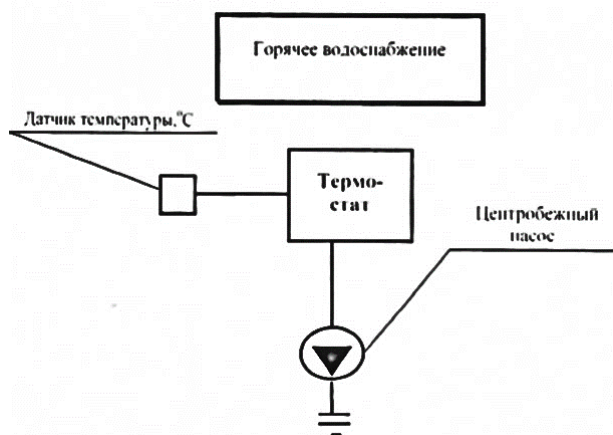 Горячее водоснабжение
Датчик температуры,°С
Термо-
стат
Центробежный
насос